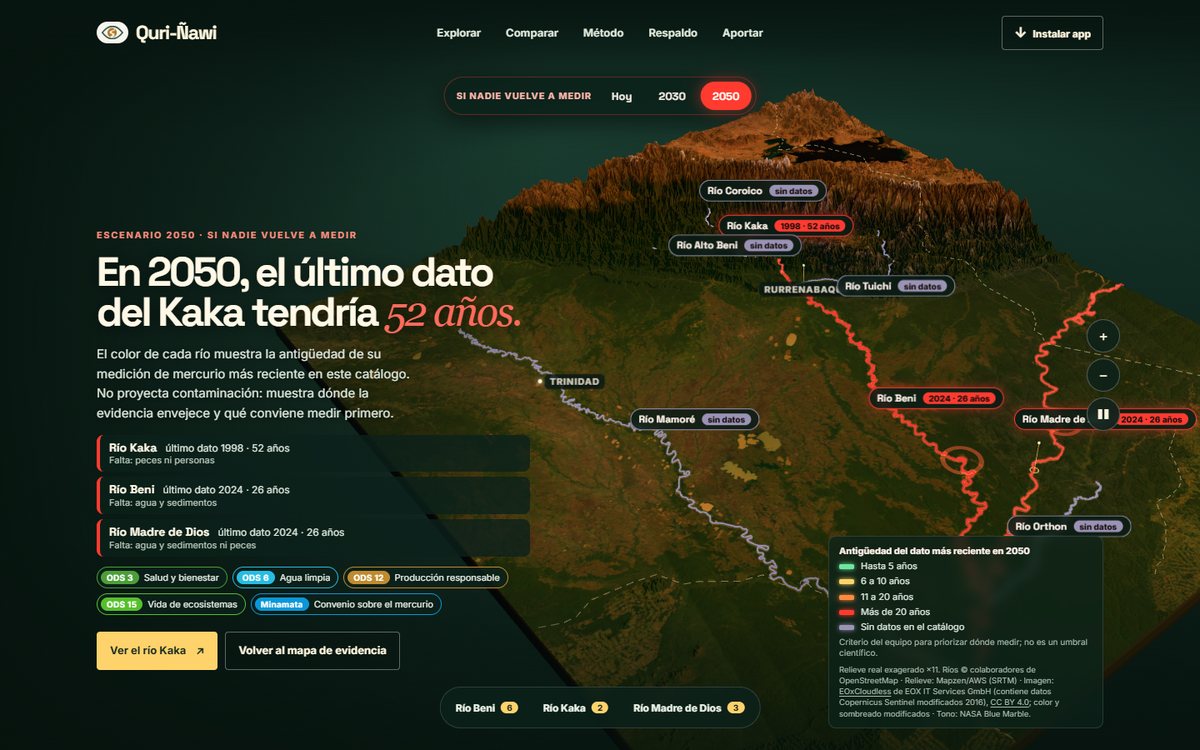 Quri-Ñawi
Explorar Comparar Método Respaldo Aportar
Instalar app
SI NADIE VUELVE A MEDIR Hoy 2030 2050
Río Coroico sin datos
Río Kaka 1998 · 52 años
Río Alto Beni sin datos
Río Tuichi sin datos
ESCENARIO 2050 · SI NADIE VUELVE A MEDIR
En 2050, el último dato
del Kaka tendría 52 años.
El color de cada río muestra la antigüedad de su
medición de mercurio más reciente en este catálogo.
No proyecta contaminación: muestra dónde la
evidencia envejece y qué conviene medir primero.
TRINIDAD
Río Mamoré sin datos
Río Beni 2024 · 26 años
Río Madre de 2024 · 26 años
+
−
Río Kaka último dato 1998 · 52 años
Falta: peces ni personas
Río Beni último dato 2024 · 26 años
Falta: agua y sedimentos
Río Madre de Dios último dato 2024 · 26 años
Falta: agua y sedimentos ni peces
Río Orthon sin datos
ODS 3 Salud y bienestar ODS 6 Agua limpia ODS 12 Producción responsable
ODS 15 Vida de ecosistemas Minamata Convenio sobre el mercurio
Ver el río Kaka ↗ Volver al mapa de evidencia
Río Beni 6 Río Kaka 2 Río Madre de Dios 3
Antigüedad del dato más reciente en 2050
Hasta 5 años
6 a 10 años
11 a 20 años
Más de 20 años
Sin datos en el catálogo
Criterio del equipo para priorizar dónde medir; no es un umbral
científico.
Relieve real exagerado ×11. Ríos © colaboradores de
OpenStreetMap · Relieve: Mapzen/AWS (SRTM) · Imagen:
EOxCloudless de EOX IT Services GmbH (contiene datos
Copernicus Sentinel modificados 2016), CC BY 4.0; color y
sombreado modificados · Tono: NASA Blue Marble.